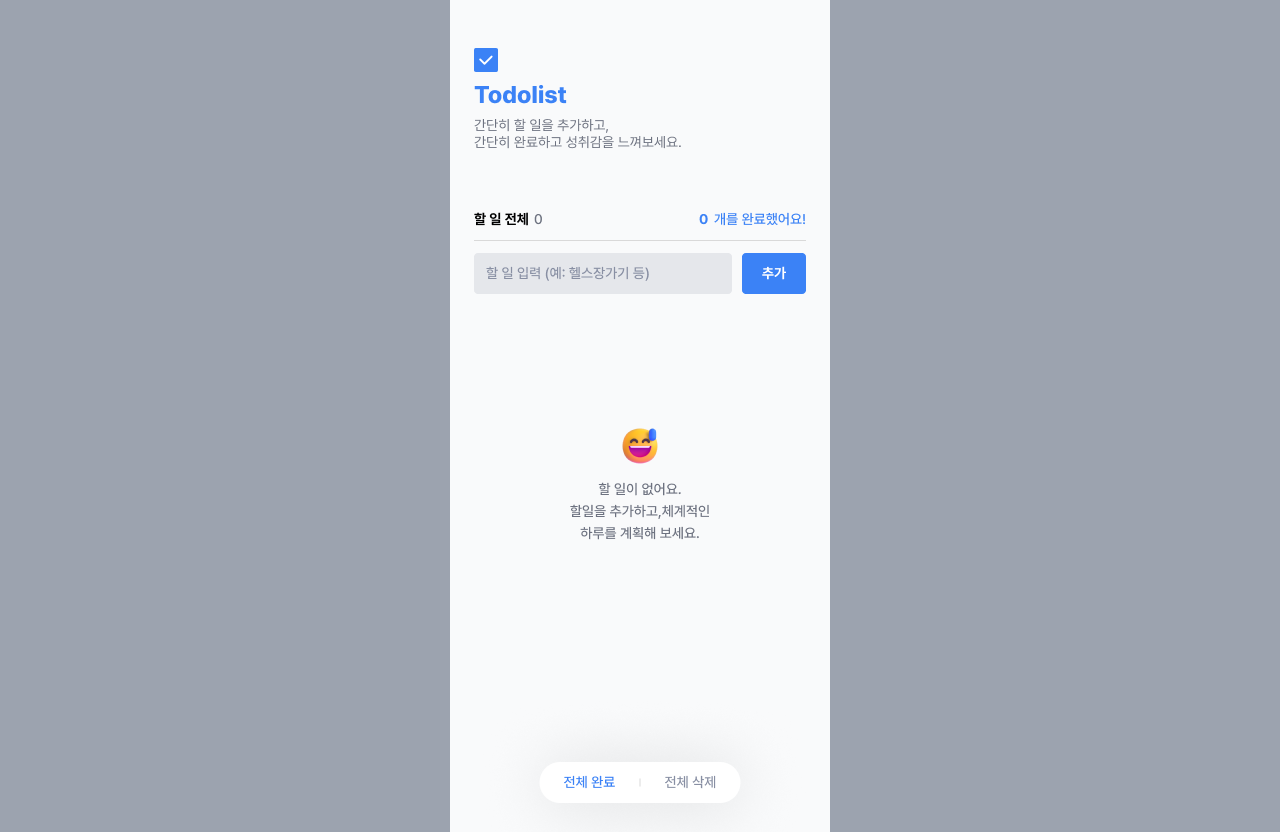 Todolist
간단히 할 일을 추가하고,
간단히 완료하고 성취감을 느껴보세요.
할 일 전체 0
0 개를 완료했어요!
할 일 입력 (예: 헬스장가기 등)
추가
할 일이 없어요.
할일을 추가하고,체계적인
하루를 계획해 보세요.
전체 완료
전체 삭제